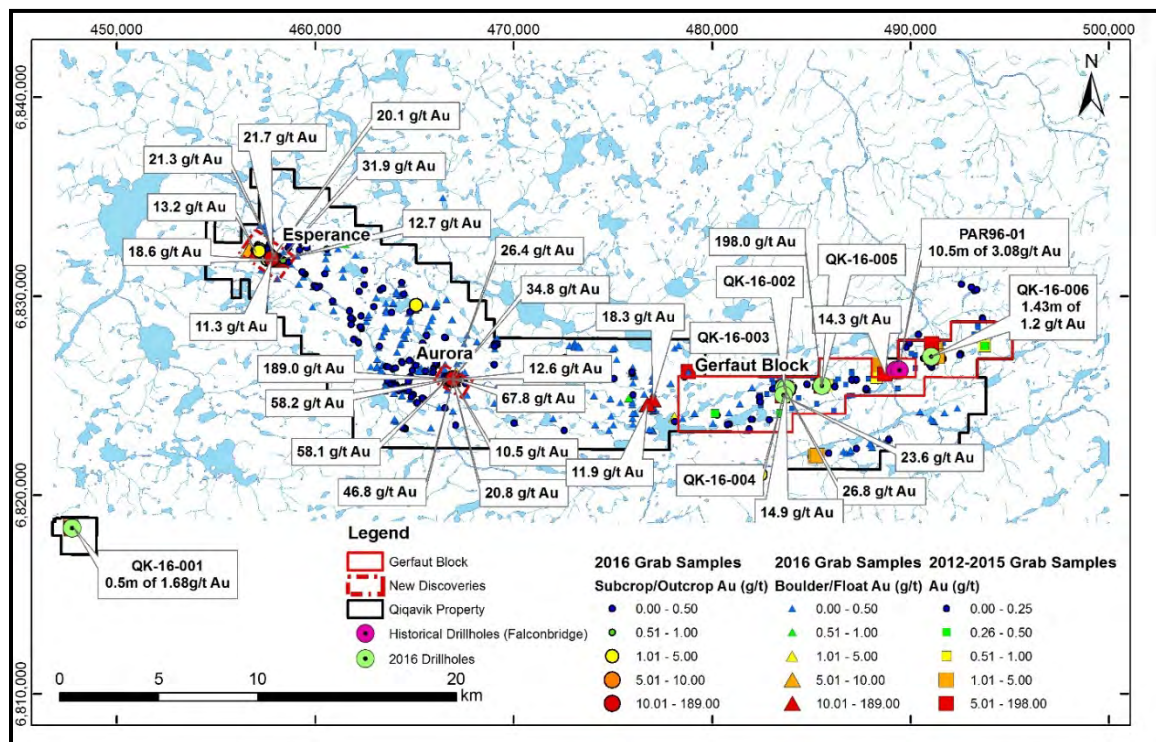 450,000
460,000
470,000
480,000
490,000
500,000
6,840,000
6,830,000
6,820,000
6,810,000
N
20.1 g/t Au
21.7 g/t Au
21.3 g/t Au
31.9 g/t Au
13.2 g/t Au
12.7 g/t Au
Esperance
18.6 g/t Au
26.4 g/t Au
198.0 g/t Au
QK-16-005
PAR96-01
10.5m of 3.08g/t Au
QK-16-002
QK-16-006
1.43m of
1.2 g/t Au
34.8 g/t Au
11.3 g/t Au
18.3 g/t Au
14.3 g/t Au
QK-16-003
Aurora
Gerfaut Block
189.0 g/t Au
12.6 g/t Au
58.2 g/t Au
67.8 g/t Au
58.1 g/t Au
10.5 g/t Au
11.9 g/t Au
23.6 g/t Au
46.8 g/t Au
20.8 g/t Au
QK-16-004
26.8 g/t Au
14.9 g/t Au
QK-16-001
0.5m of 1.68g/t Au
Legend
Gerfaut Block
New Discoveries
Qiqavik Property
Historical Drillholes (Falconbridge)
2016 Drillholes
2016 Grab Samples
Subcrop/Outcrop Au (g/t)
0.00 - 0.50
0.51 - 1.00
1.01 - 5.00
5.01 - 10.00
10.01 - 189.00
2016 Grab Samples
Boulder/Float Au (g/t)
0.00 - 0.50
0.51 - 1.00
1.01 - 5.00
5.01 - 10.00
10.01 - 189.00
2012-2015 Grab Samples
Au (g/t)
0.00 - 0.25
0.26 - 0.50
0.51 - 1.00
1.01 - 5.00
5.01 - 198.00
0
5
10
20
km